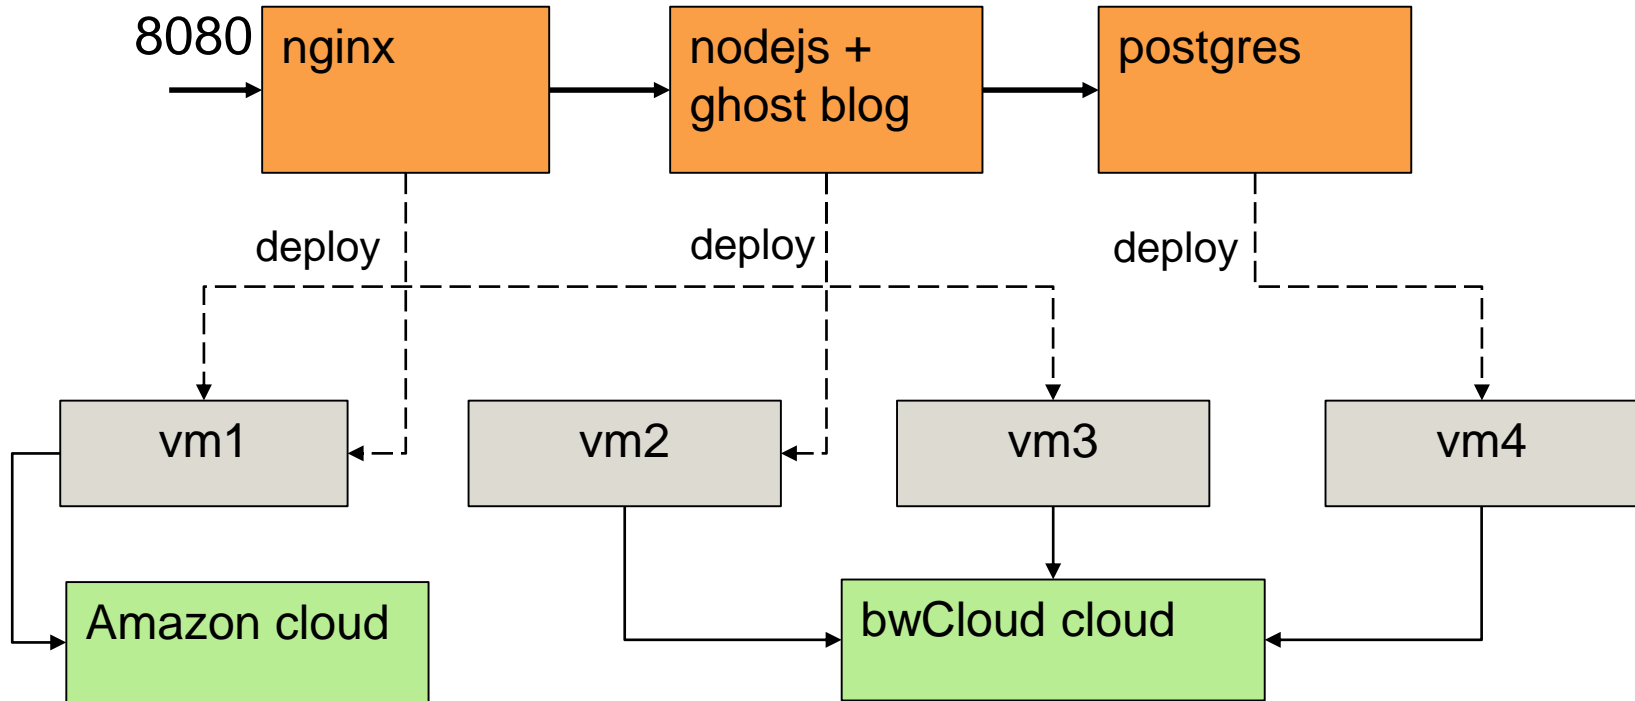 8080
nginx
nodejs +
ghost blog
postgres
deploy
deploy
deploy
vm1
vm2
vm3
vm4
Amazon cloud
bwCloud cloud